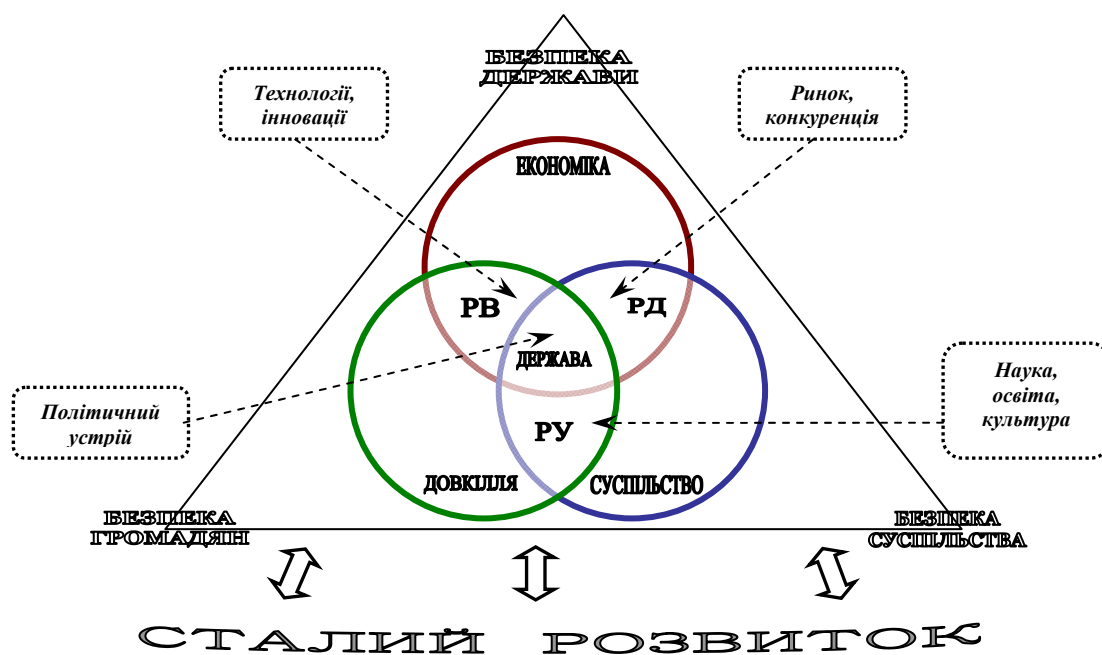 БЕЗПЕКА
ДЕРЖАВИ
Технології,
інновації
Ринок,
конкуренція
ЕКОНОМІКА
РВ
РД
ДЕРЖАВА
Політичний
устрій
Наука,
освіта,
культура
РУ
ДОВКІЛЛЯ
СУСПІЛЬСТВО
БЕЗПЕКА
ГРОМАДЯН
БЕЗПЕКА
СУСПІЛЬСТВА
СТАЛИЙ РОЗВИТОК